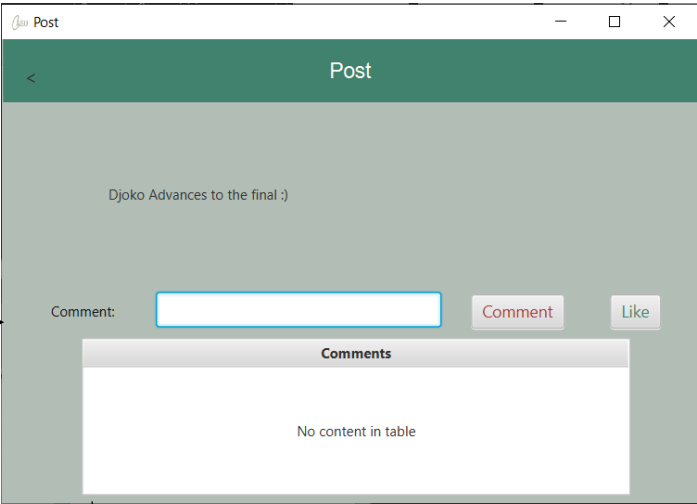 Post
<
Post
Djoko Advances to the final :)
Comment:
Comment
Like
Comments
No content in table